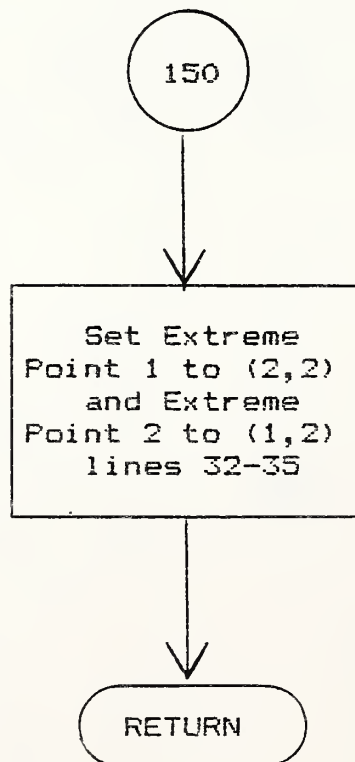 150
Set Extreme
Point 1 to (2,2)
and Extreme
Point 2 to (1,2)
lines 32-35
RETURN